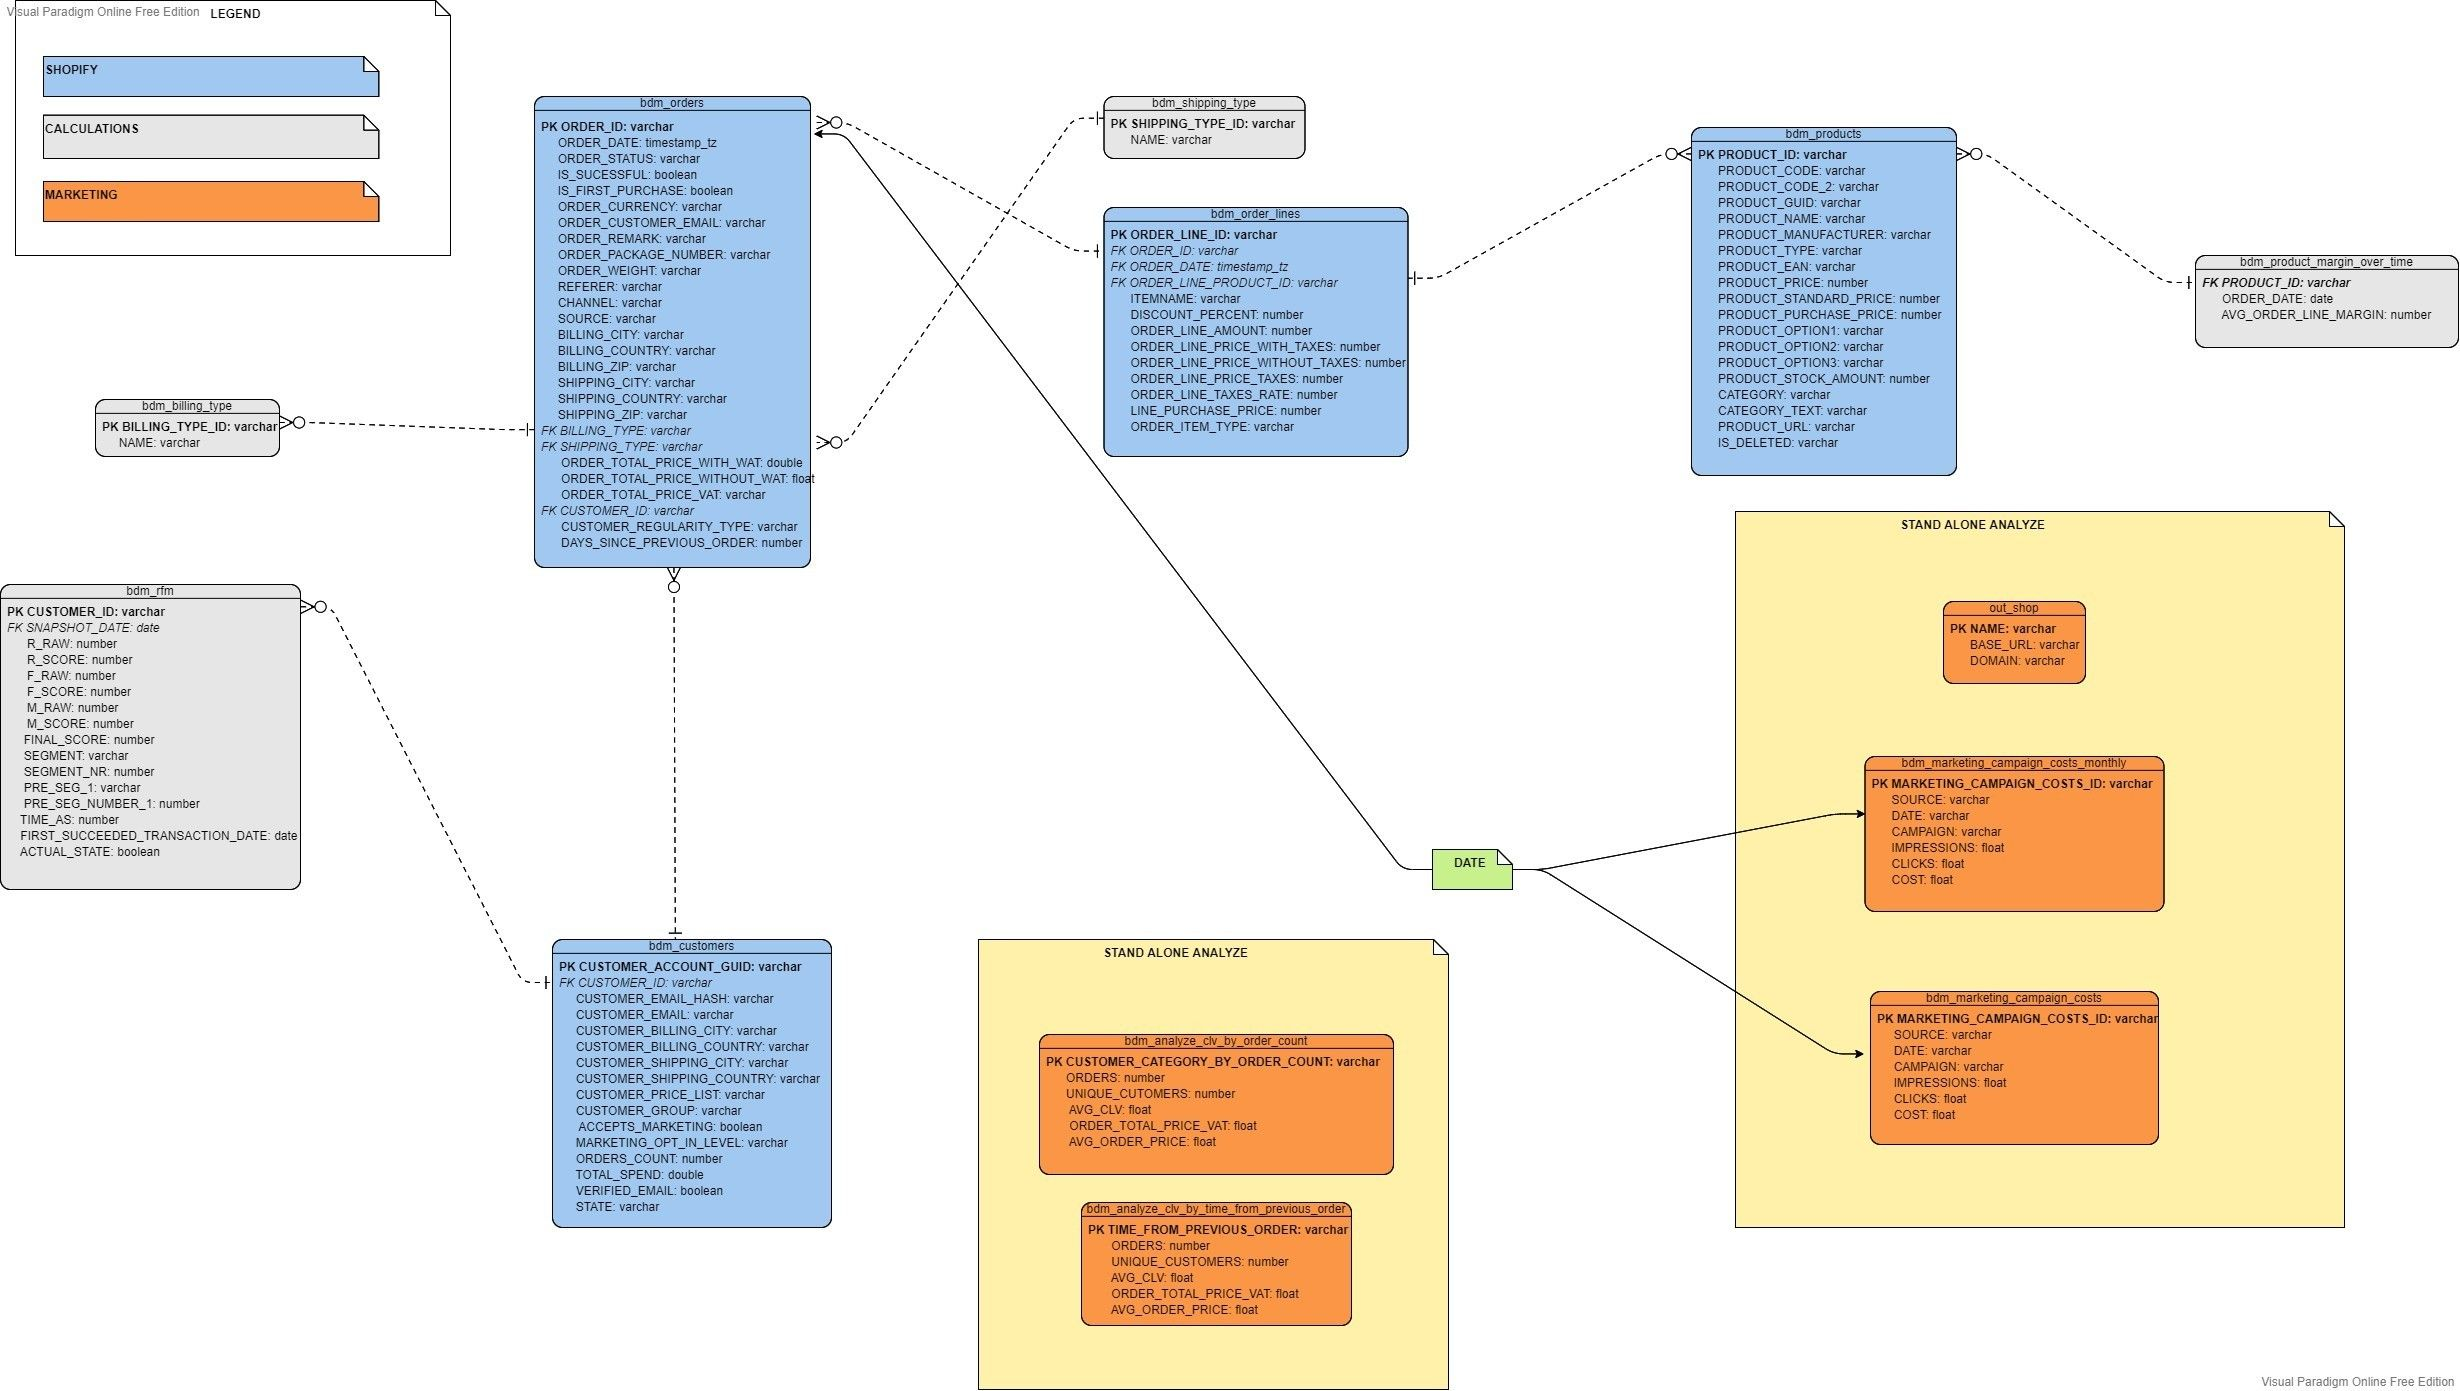 Visual Paradigm Online Free Edition
LEGEND
SHOPIFY
CALCULATIONS
MARKETING
bdm_orders
PK ORDER_ID: varchar
ORDER_DATE: timestamp_tz
ORDER_STATUS: varchar
IS_SUCESSFUL: boolean
IS_FIRST_PURCHASE: boolean
ORDER_CURRENCY: varchar
ORDER_CUSTOMER_EMAIL: varchar
ORDER_REMARK: varchar
ORDER_PACKAGE_NUMBER: varchar
ORDER_WEIGHT: varchar
REFERER: varchar
CHANNEL: varchar
SOURCE: varchar
BILLING_CITY: varchar
BILLING_COUNTRY: varchar
BILLING_ZIP: varchar
SHIPPING_CITY: varchar
SHIPPING_COUNTRY: varchar
SHIPPING_ZIP: varchar
FK BILLING_TYPE: varchar
FK SHIPPING_TYPE: varchar
ORDER_TOTAL_PRICE_WITH_WAT: double
ORDER_TOTAL_PRICE_WITHOUT_WAT: float
ORDER_TOTAL_PRICE_VAT: varchar
FK CUSTOMER_ID: varchar
CUSTOMER_REGULARITY_TYPE: varchar
DAYS_SINCE_PREVIOUS_ORDER: number
bdm_shipping_type
PK SHIPPING_TYPE_ID: varchar
NAME: varchar
bdm_order_lines
PK ORDER_LINE_ID: varchar
FK ORDER_ID: varchar
FK ORDER_DATE: timestamp_tz
FK ORDER_LINE_PRODUCT_ID: varchar
ITEMNAME: varchar
DISCOUNT_PERCENT: number
ORDER_LINE_AMOUNT: number
ORDER_LINE_PRICE_WITH_TAXES: number
ORDER_LINE_PRICE_WITHOUT_TAXES: number
ORDER_LINE_PRICE_TAXES: number
ORDER_LINE_TAXES_RATE: number
LINE_PURCHASE_PRICE: number
ORDER_ITEM_TYPE: varchar
bdm_products
PK PRODUCT_ID: varchar
PRODUCT_CODE: varchar
PRODUCT_CODE_2: varchar
PRODUCT_GUID: varchar
PRODUCT_NAME: varchar
PRODUCT_MANUFACTURER: varchar
PRODUCT_TYPE: varchar
PRODUCT_EAN: varchar
PRODUCT_PRICE: number
PRODUCT_STANDARD_PRICE: number
PRODUCT_PURCHASE_PRICE: number
PRODUCT_OPTION1: varchar
PRODUCT_OPTION2: varchar
PRODUCT_OPTION3: varchar
PRODUCT_STOCK_AMOUNT: number
CATEGORY: varchar
CATEGORY_TEXT: varchar
PRODUCT_URL: varchar
IS_DELETED: varchar
bdm_product_margin_over_time
FK PRODUCT_ID: varchar
ORDER_DATE: date
AVG_ORDER_LINE_MARGIN: number
bdm_billing_type
PK BILLING_TYPE_ID: varchar
NAME: varchar
bdm_rfm
PK CUSTOMER_ID: varchar
FK SNAPSHOT_DATE: date
R_RAW: number
R_SCORE: number
F_RAW: number
F_SCORE: number
M_RAW: number
M_SCORE: number
FINAL_SCORE: number
SEGMENT: varchar
SEGMENT_NR: number
PRE_SEG_1: varchar
PRE_SEG_NUMBER_1: number
TIME_AS: number
FIRST_SUCCEEDED_TRANSACTION_DATE: date
ACTUAL_STATE: boolean
bdm_customers
PK CUSTOMER_ACCOUNT_GUID: varchar
FK CUSTOMER_ID: varchar
CUSTOMER_EMAIL_HASH: varchar
CUSTOMER_EMAIL: varchar
CUSTOMER_BILLING_CITY: varchar
CUSTOMER_BILLING_COUNTRY: varchar
CUSTOMER_SHIPPING_CITY: varchar
CUSTOMER_SHIPPING_COUNTRY: varchar
CUSTOMER_PRICE_LIST: varchar
CUSTOMER_GROUP: varchar
ACCEPTS_MARKETING: boolean
MARKETING_OPT_IN_LEVEL: varchar
ORDERS_COUNT: number
TOTAL_SPEND: double
VERIFIED_EMAIL: boolean
STATE: varchar
DATE
STAND ALONE ANALYZE
bdm_analyze_clv_by_order_count
PK CUSTOMER_CATEGORY_BY_ORDER_COUNT: varchar
ORDERS: number
UNIQUE_CUTOMERS: number
AVG_CLV: float
ORDER_TOTAL_PRICE_VAT: float
AVG_ORDER_PRICE: float
bdm_analyze_clv_by_time_from_previous_order
PK TIME_FROM_PREVIOUS_ORDER: varchar
ORDERS: number
UNIQUE_CUSTOMERS: number
AVG_CLV: float
ORDER_TOTAL_PRICE_VAT: float
AVG_ORDER_PRICE: float
STAND ALONE ANALYZE
out_shop
PK NAME: varchar
BASE_URL: varchar
DOMAIN: varchar
bdm_marketing_campaign_costs_monthly
PK MARKETING_CAMPAIGN_COSTS_ID: varchar
SOURCE: varchar
DATE: varchar
CAMPAIGN: varchar
IMPRESSIONS: float
CLICKS: float
COST: float
bdm_marketing_campaign_costs
PK MARKETING_CAMPAIGN_COSTS_ID: varchar
SOURCE: varchar
DATE: varchar
CAMPAIGN: varchar
IMPRESSIONS: float
CLICKS: float
COST: float
Visual Paradigm Online Free Edition